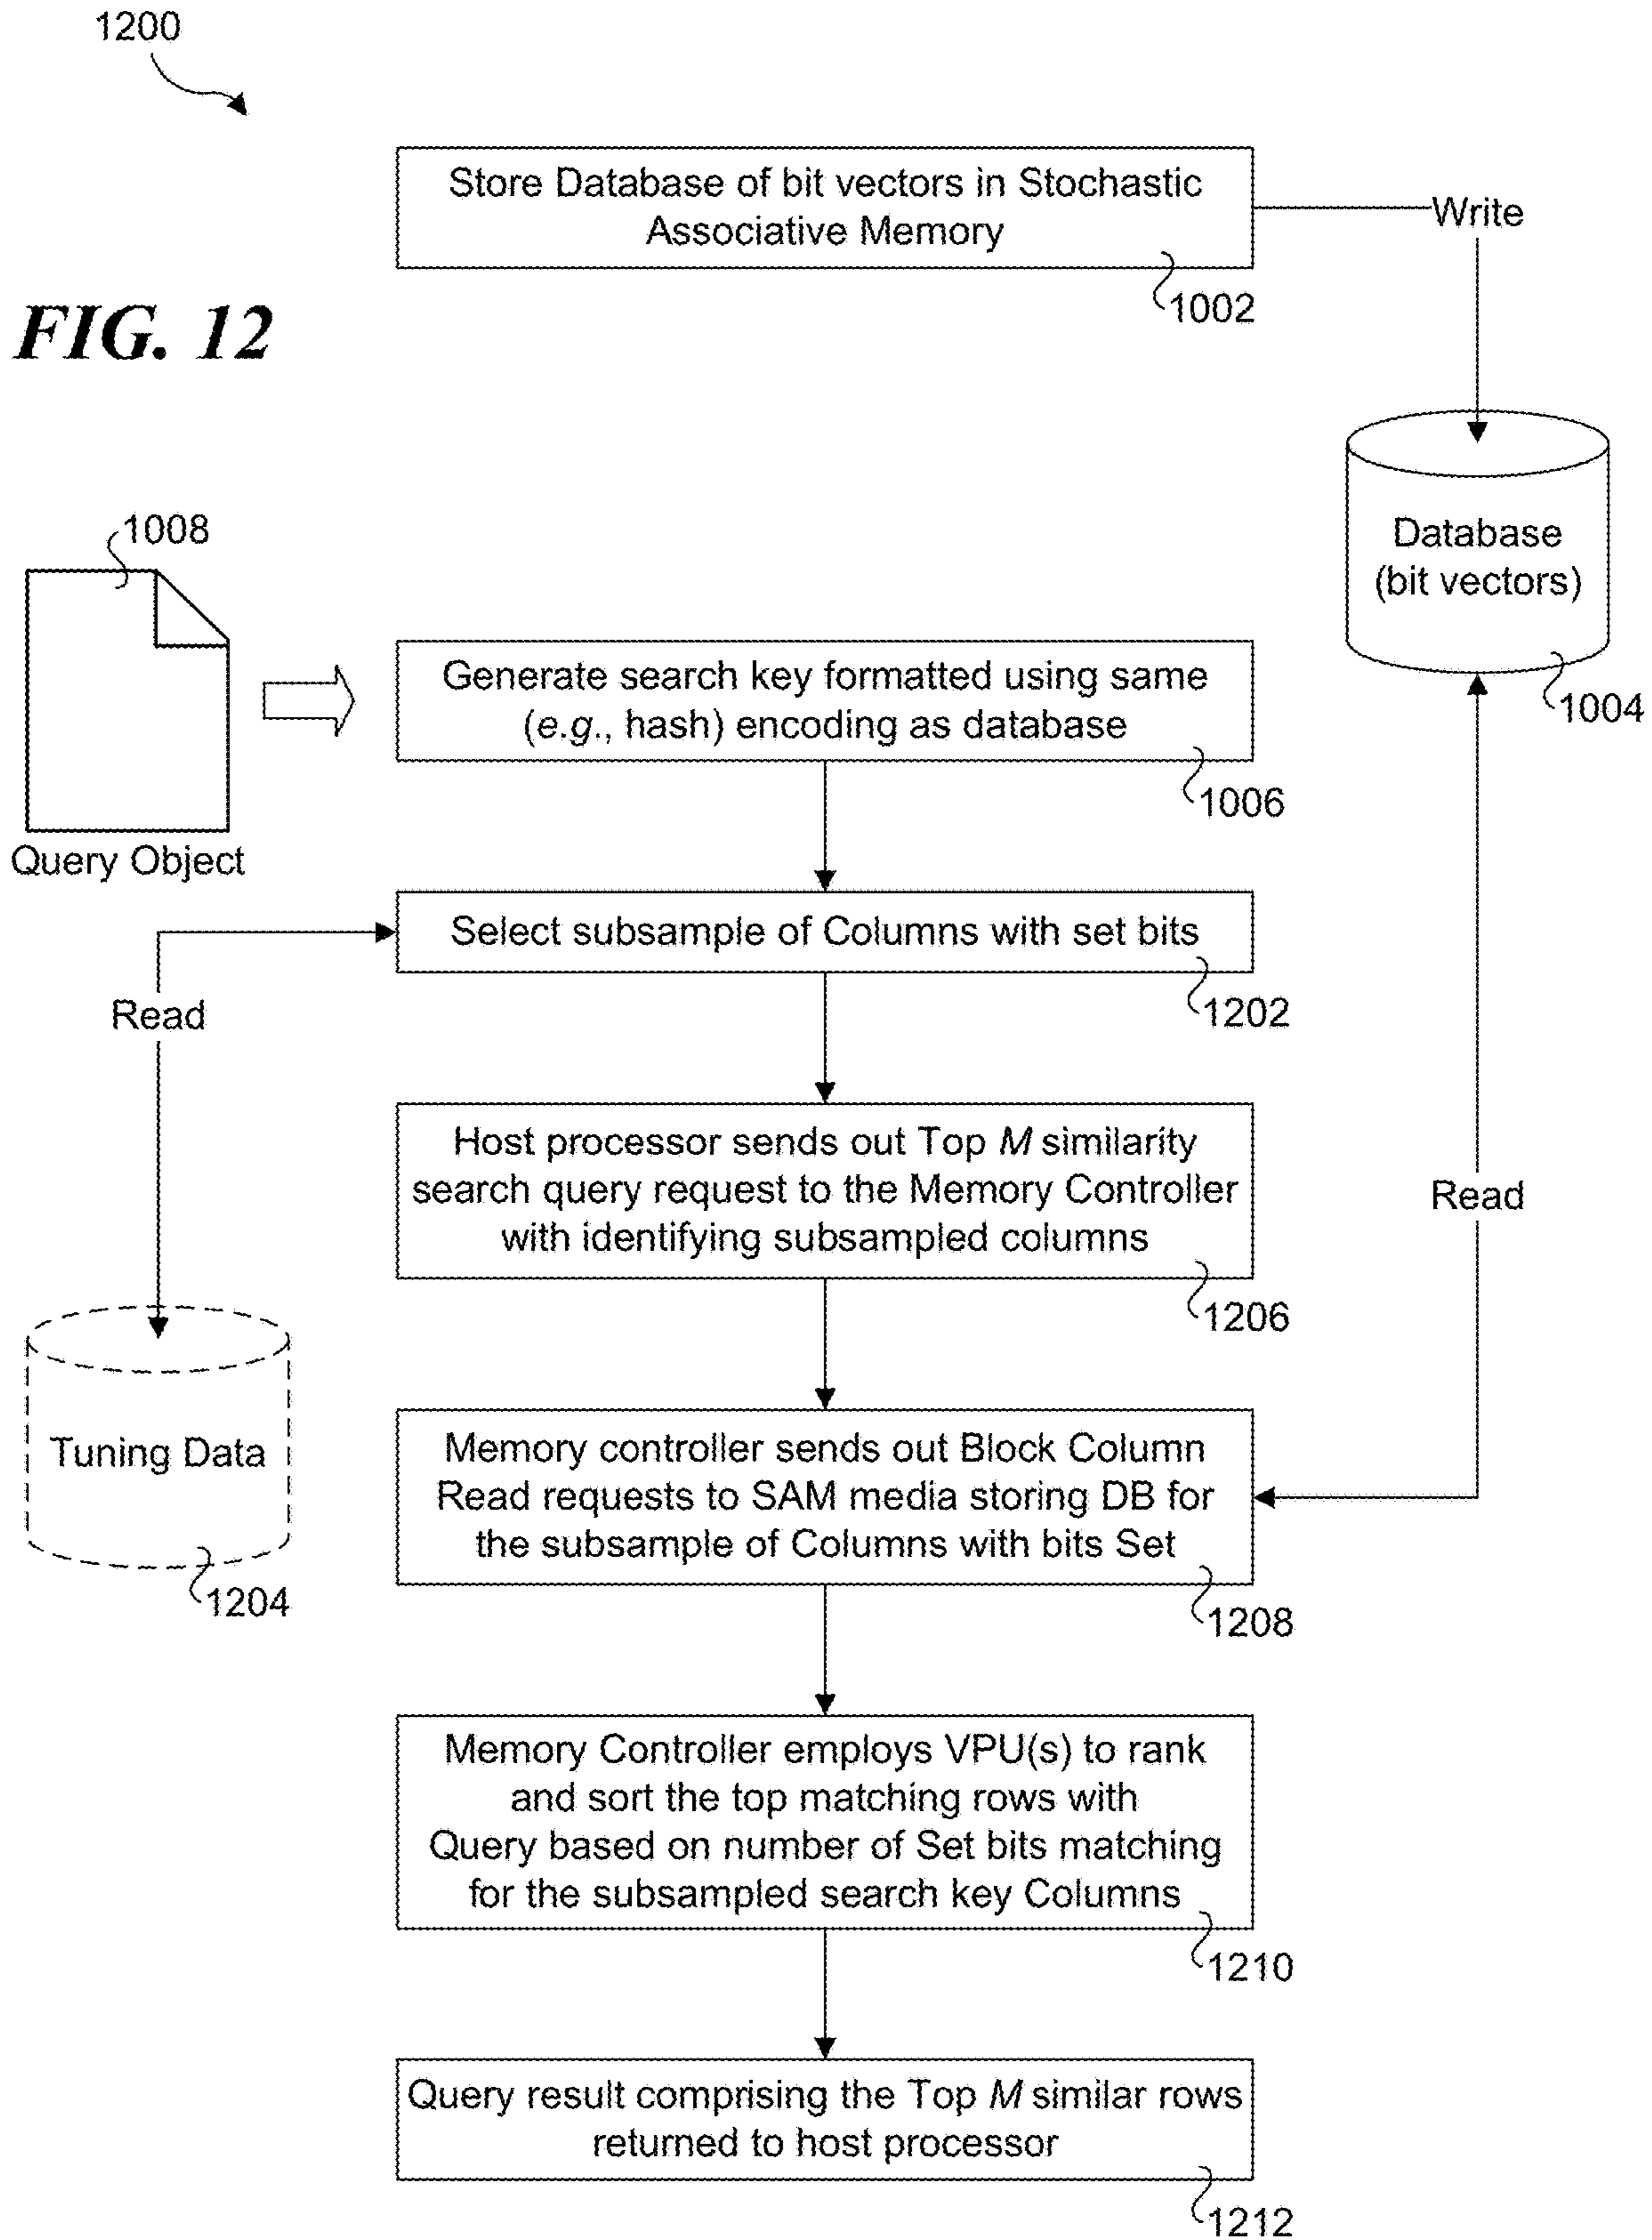 1200
Store Database of bit vectors in Stochastic
Associative Memory
Write
1002
FIG. 12
1008
Database
(bit vectors)
1004
Generate search key formatted using same
(e.g., hash) encoding as database
1006
Query Object
Select subsample of Columns with set bits
1202
Read
Host processor sends out Top M similarity
search query request to the Memory Controller
with identifying subsampled columns
1206
Read
Tuning Data
1204
Memory controller sends out Block Column
Read requests to SAM media storing DB for
the subsample of Columns with bits Set
1208
Memory Controller employs VPU(s) to rank
and sort the top matching rows with
Query based on number of Set bits matching
for the subsampled search key Columns
1210
Query result comprising the Top M similar rows
returned to host processor
1212